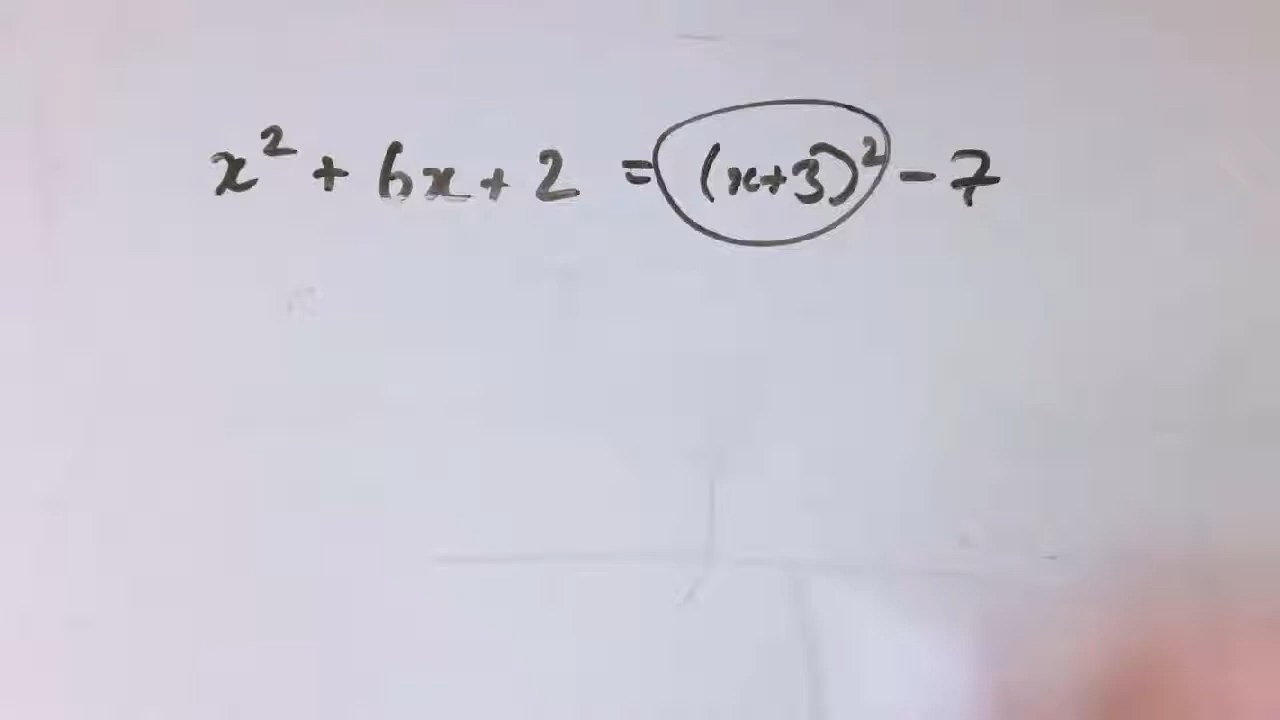 x² + 6x + 2 = (x+3)² - 7